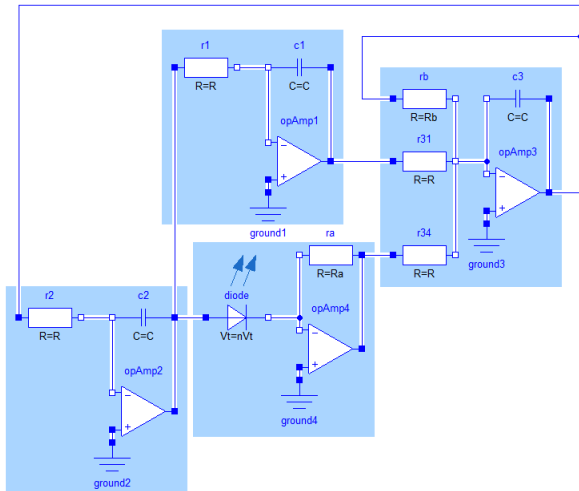 r1
c1
R=R
C=C
opAmp1
ground1
rb
c3
R=Rb
C=C
r31
opAmp3
R=R
r34
R=R
ground3
ra
R=Ra
diode
opAmp4
Vt=nVt
ground4
r2
c2
R=R
C=C
opAmp2
ground2